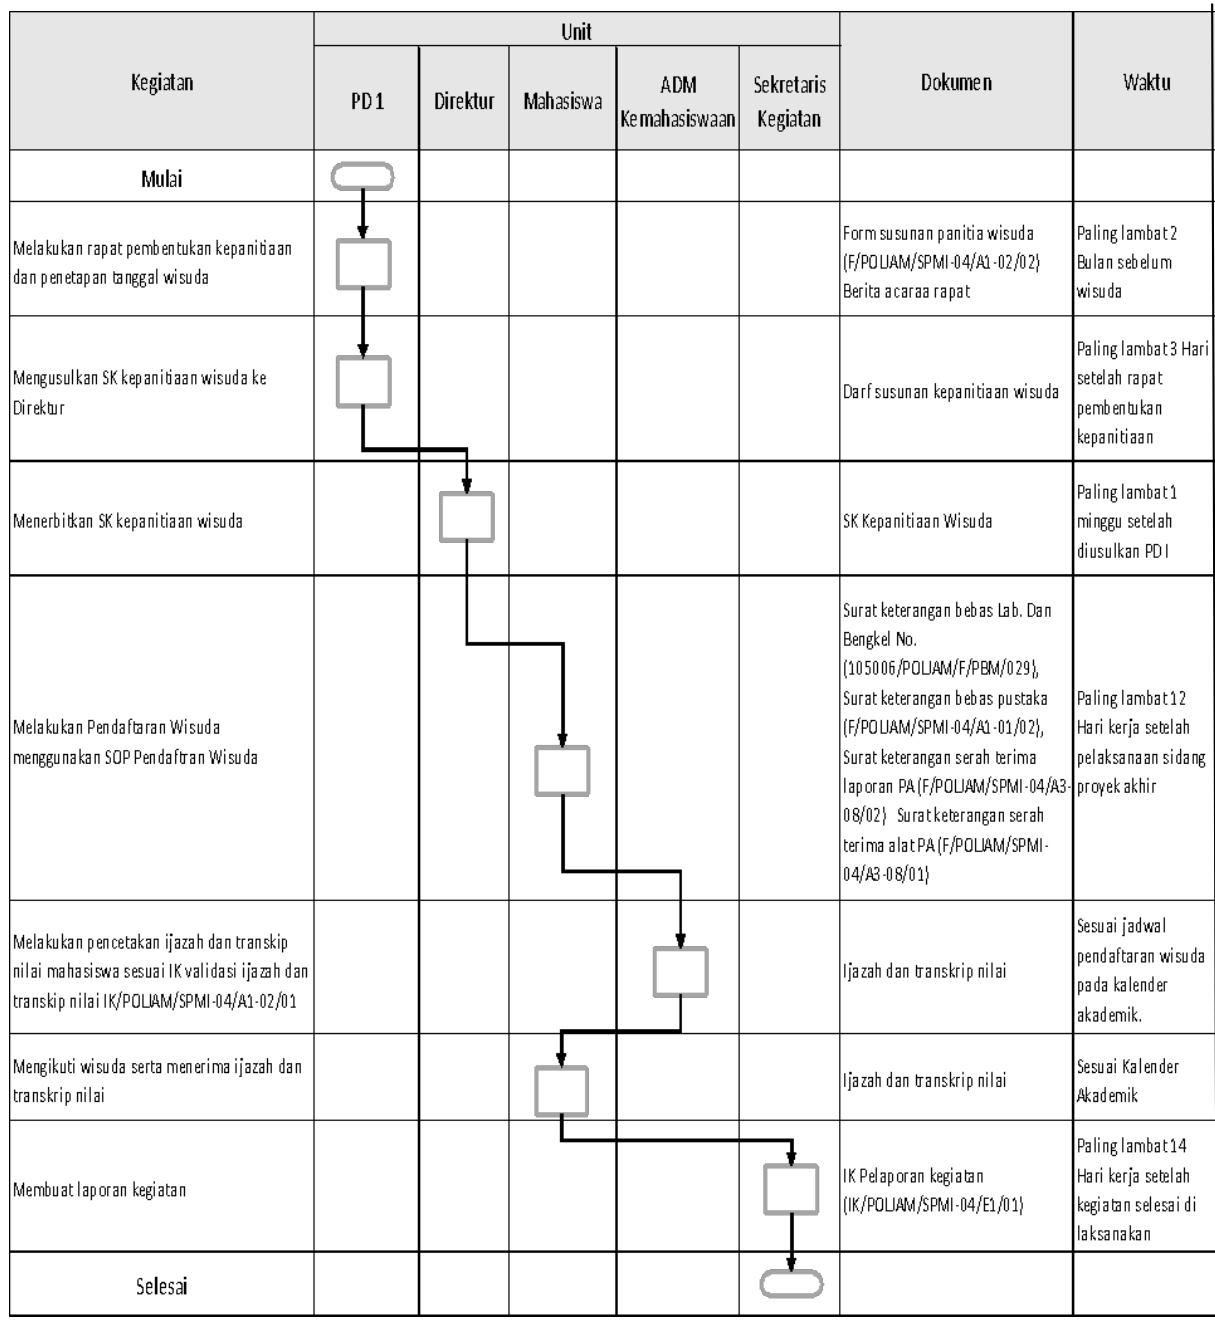 Kegiatan
Unit
Dokumen
Waktu
PD 1
Direktur
Mahasiswa
ADM
Kemahasiswaan
Sekretaris
Kegiatan
Mulai
Melakukan rapat pembentukan kepanitiaan
dan penetapan tanggal wisuda
Form susunan panitia wisuda
(F/POLJAM/SPMI-04/A1-02/02)
Berita acaraa rapat
Paling lambat 2
Bulan sebelum
wisuda
Mengusulkan SK kepanitiaan wisuda ke
Direktur
Darf susunan kepanitiaan wisuda
Paling lambat 3 Hari
setelah rapat
pembentukan
kepanitiaan
Menerbitkan SK kepanitiaan wisuda
SK Kepanitiaan Wisuda
Paling lambat 1
minggu setelah
diusulkan PD I
Melakukan Pendaftaran Wisuda
menggunakan SOP Pendaftran Wisuda
Surat keterangan bebas Lab. Dan
Bengkel No.
(105006/POLJAM/F/PBM/029),
Surat keterangan bebas pustaka
(F/POLJAM/SPMI-04/A1-01/02),
Surat keterangan serah terima
laporan PA (F/POLJAM/SPMI-04/A3-
08/02) Surat keterangan serah
terima alat PA (F/POLJAM/SPMI-
04/A3-08/01)
Paling lambat 12
Hari kerja setelah
pelaksanaan sidang
proyek akhir
Melakukan pencetakan ijazah dan transkip
nilai mahasiswa sesuai IK validasi ijazah dan
transkip nilai IK/POLJAM/SPMI-04/A1-02/01
Ijazah dan transkrip nilai
Sesuai jadwal
pendaftaran wisuda
pada kalender
akademik.
Mengikuti wisuda serta menerima ijazah dan
transkrip nilai
Ijazah dan transkrip nilai
Sesuai Kalender
Akademik
Membuat laporan kegiatan
IK Pelaporan kegiatan
(IK/POLJAM/SPMI-04/E1/01)
Paling lambat 14
Hari kerja setelah
kegiatan selesai di
laksanakan
Selesai